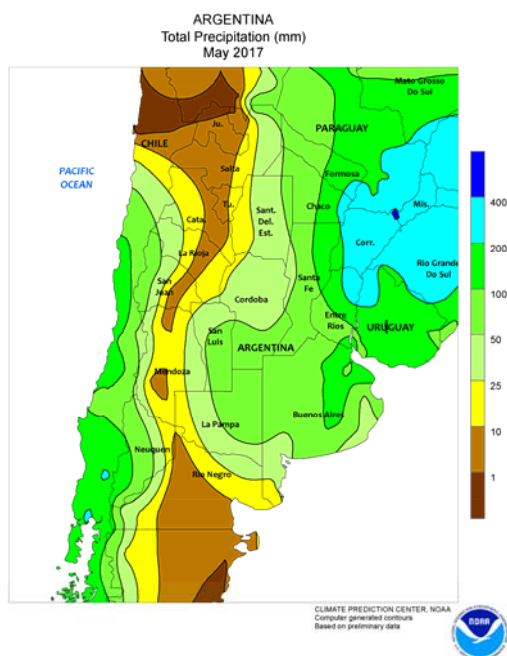 ARGENTINA
Total Precipitation (mm)
May 2017
Mato Grosso
Do Sul
Ju.
PARAGUAY
CHILE
PACIFIC
OCEAN
Salta
Formosa
Tu.
Chaco
Mis.
Cata.
Sant.
Del.
Est.
Corr.
La Rioja
Rio Grande
Do Sul
San
Juan
Santa
Fe
Cordoba
Entre
Rios
URUGUAY
San
Luis
ARGENTINA
Mendoza
Buenos Aires
La Pampa
Neuquen
Rio Negro
400
200
100
50
25
10
1
CLIMATE PREDICTION CENTER, NOAA
Computer generated contours
Based on preliminary data
NOAA